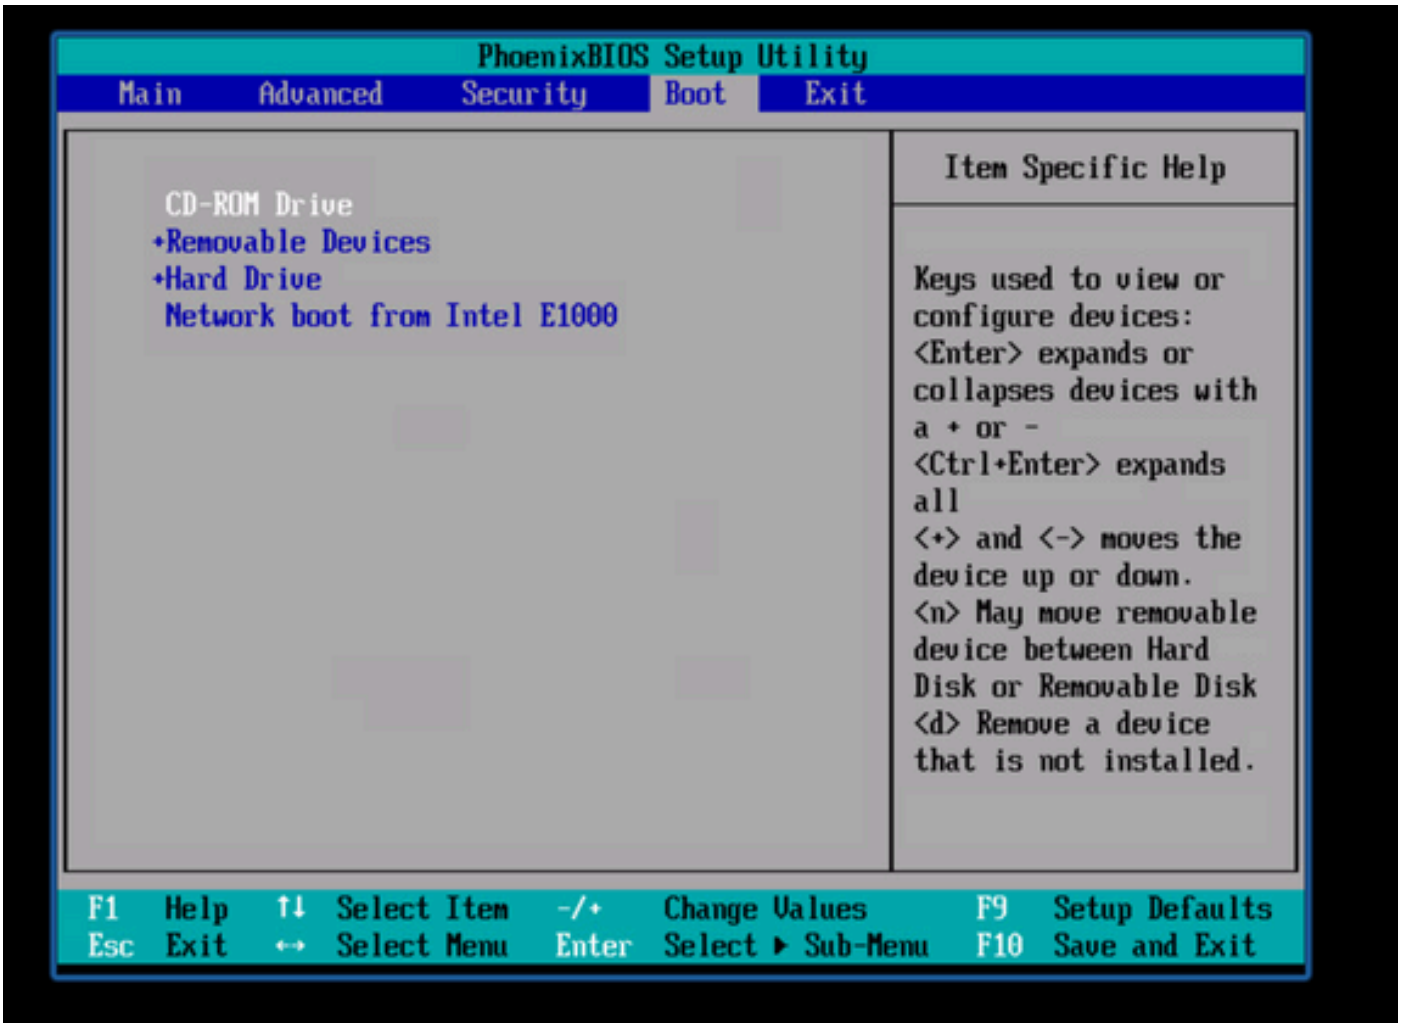 PhoenixBIOS Setup Utility
Main Advanced Security Boot Exit
CD-ROM Drive
+Removable Devices
+Hard Drive
Network boot from Intel E1000
Item Specific Help
Keys used to view or
configure devices:
<Enter> expands or
collapses devices with
a + or -
<Ctrl+Enter> expands
all
<+> and <-> moves the
device up or down.
<n> May move removable
device between Hard
Disk or Removable Disk
<d> Remove a device
that is not installed.
F1 Help ↑↓ Select Item -/+ Change Values F9 Setup Defaults
Esc Exit ↔ Select Menu Enter Select ▶ Sub-Menu F10 Save and Exit